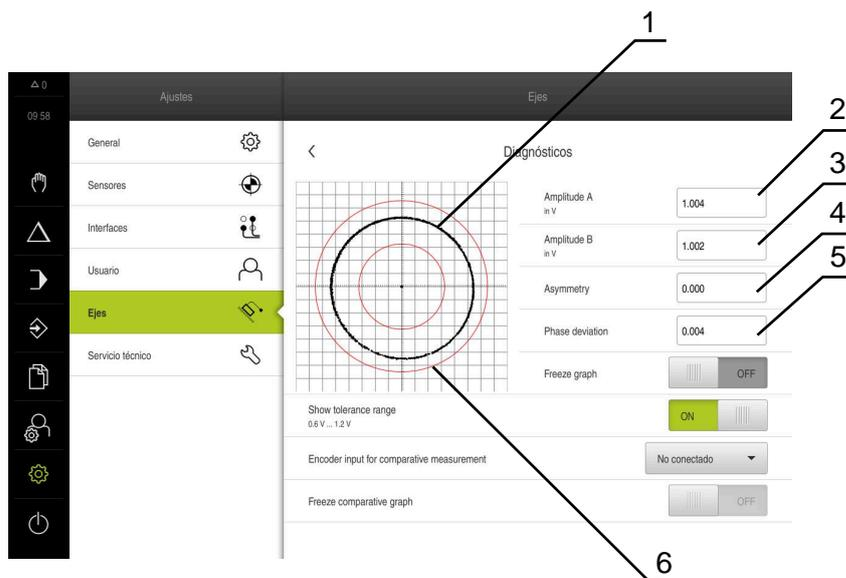 1
0
Ajustes
Ejes
09:58
General
Diagnósticos
2
Sensores
Amplitude A
in V
1.004
3
Interfaces
Amplitude B
in V
1.002
4
Usuario
Asymmetry
0.000
5
Ejes
Phase deviation
0.004
Servicio técnico
Freeze graph
OFF
Show tolerance range
0.6 V ... 1.2 V
ON
Encoder input for comparative measurement
No conectado
Freeze comparative graph
OFF
6